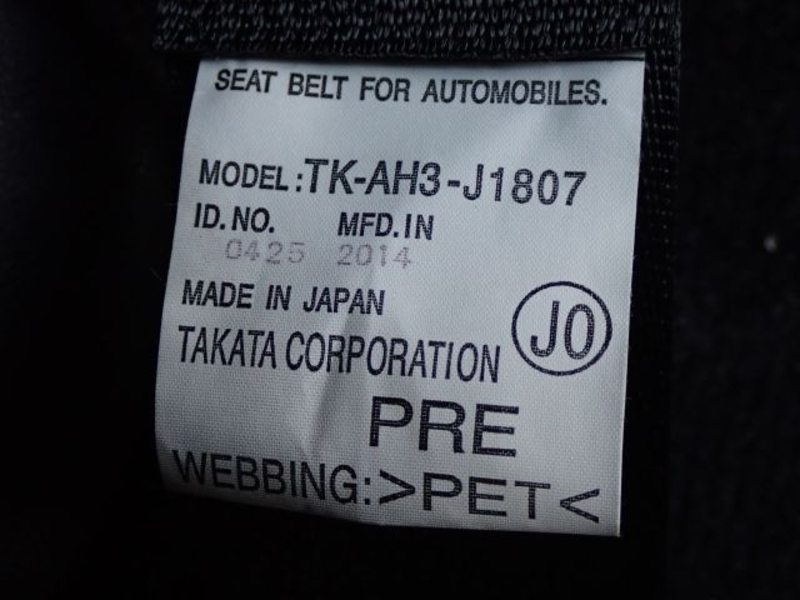 SEAT BELT FOR AUTOMOBILES.
MODEL:TK-AH3-J1807
ID.NO. MFD.IN
0425 2014
MADE IN JAPAN
JO
TAKATA CORPORATION
PRE
WEBBING:>PET<